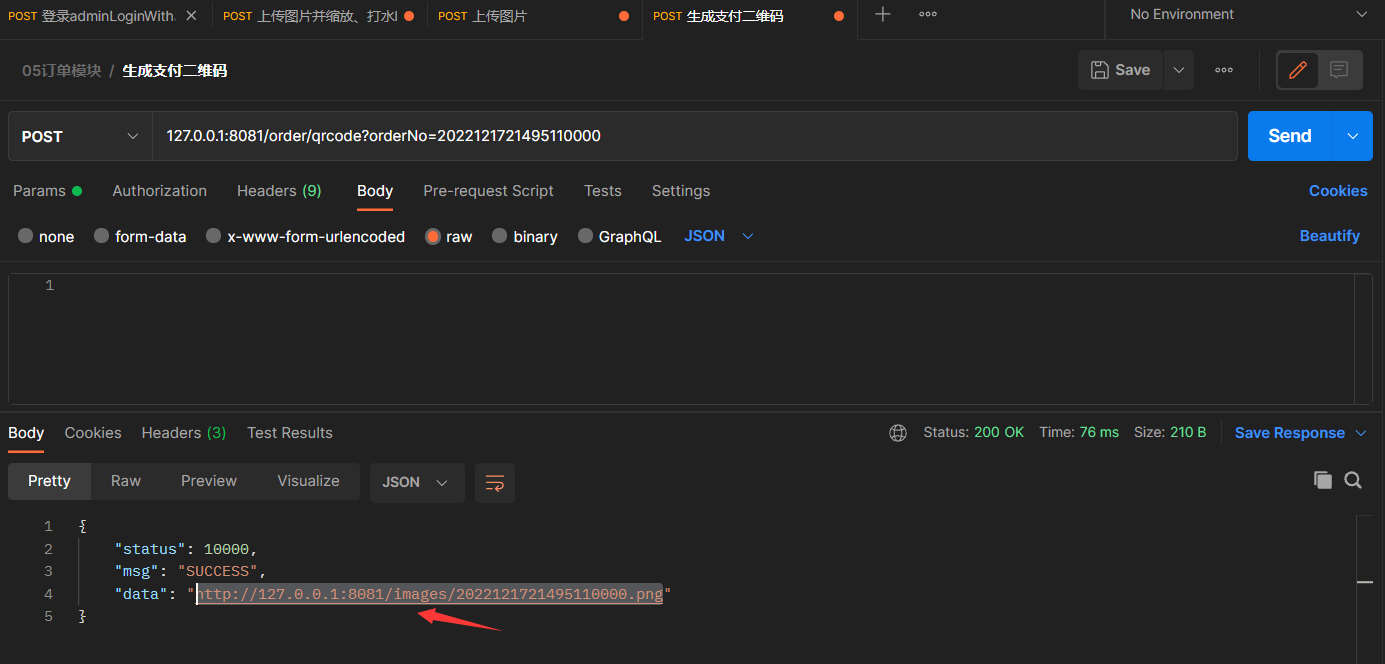 POST 登录adminLoginWith. POST 上传图片并缩放、打水 POST 上传图片 POST 生成支付二维码 No Environment
05订单模块 / 生成支付二维码 Save
POST 127.0.0.1:8081/order/qrcode?orderNo=2022121721495110000 Send
Params Authorization Headers (9) Body Pre-request Script Tests Settings Cookies
none form-data x-www-form-urlencoded raw binary GraphQL JSON Beautify
1
Body Cookies Headers (3) Test Results Status: 200 OK Time: 76 ms Size: 210 B Save Response
Pretty Raw Preview Visualize JSON
1 {
2 "status": 10000,
3 "msg": "SUCCESS",
4 "data": "http://127.0.0.1:8081/images/2022121721495110000.png"
5 }